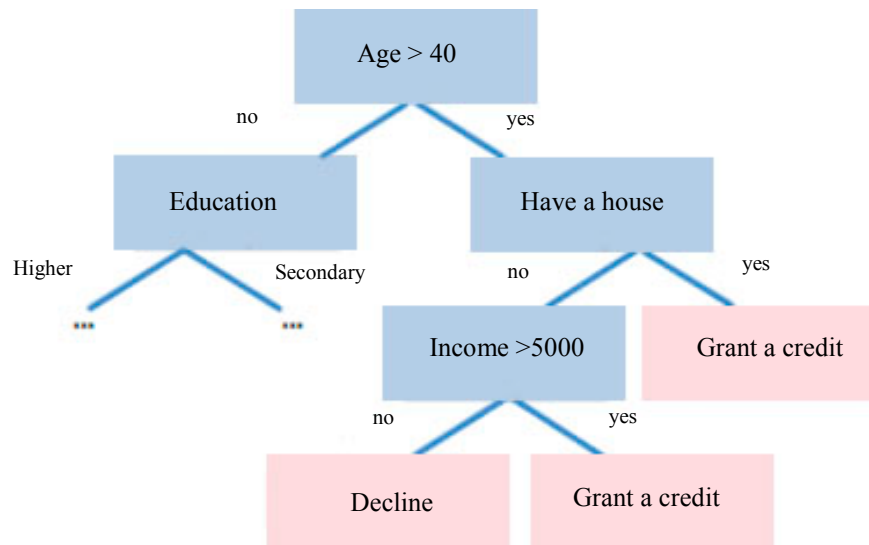 Age > 40
no
yes
Education
Have a house
Higher
Secondary
no
yes
...
...
Income >5000
Grant a credit
no
yes
Decline
Grant a credit